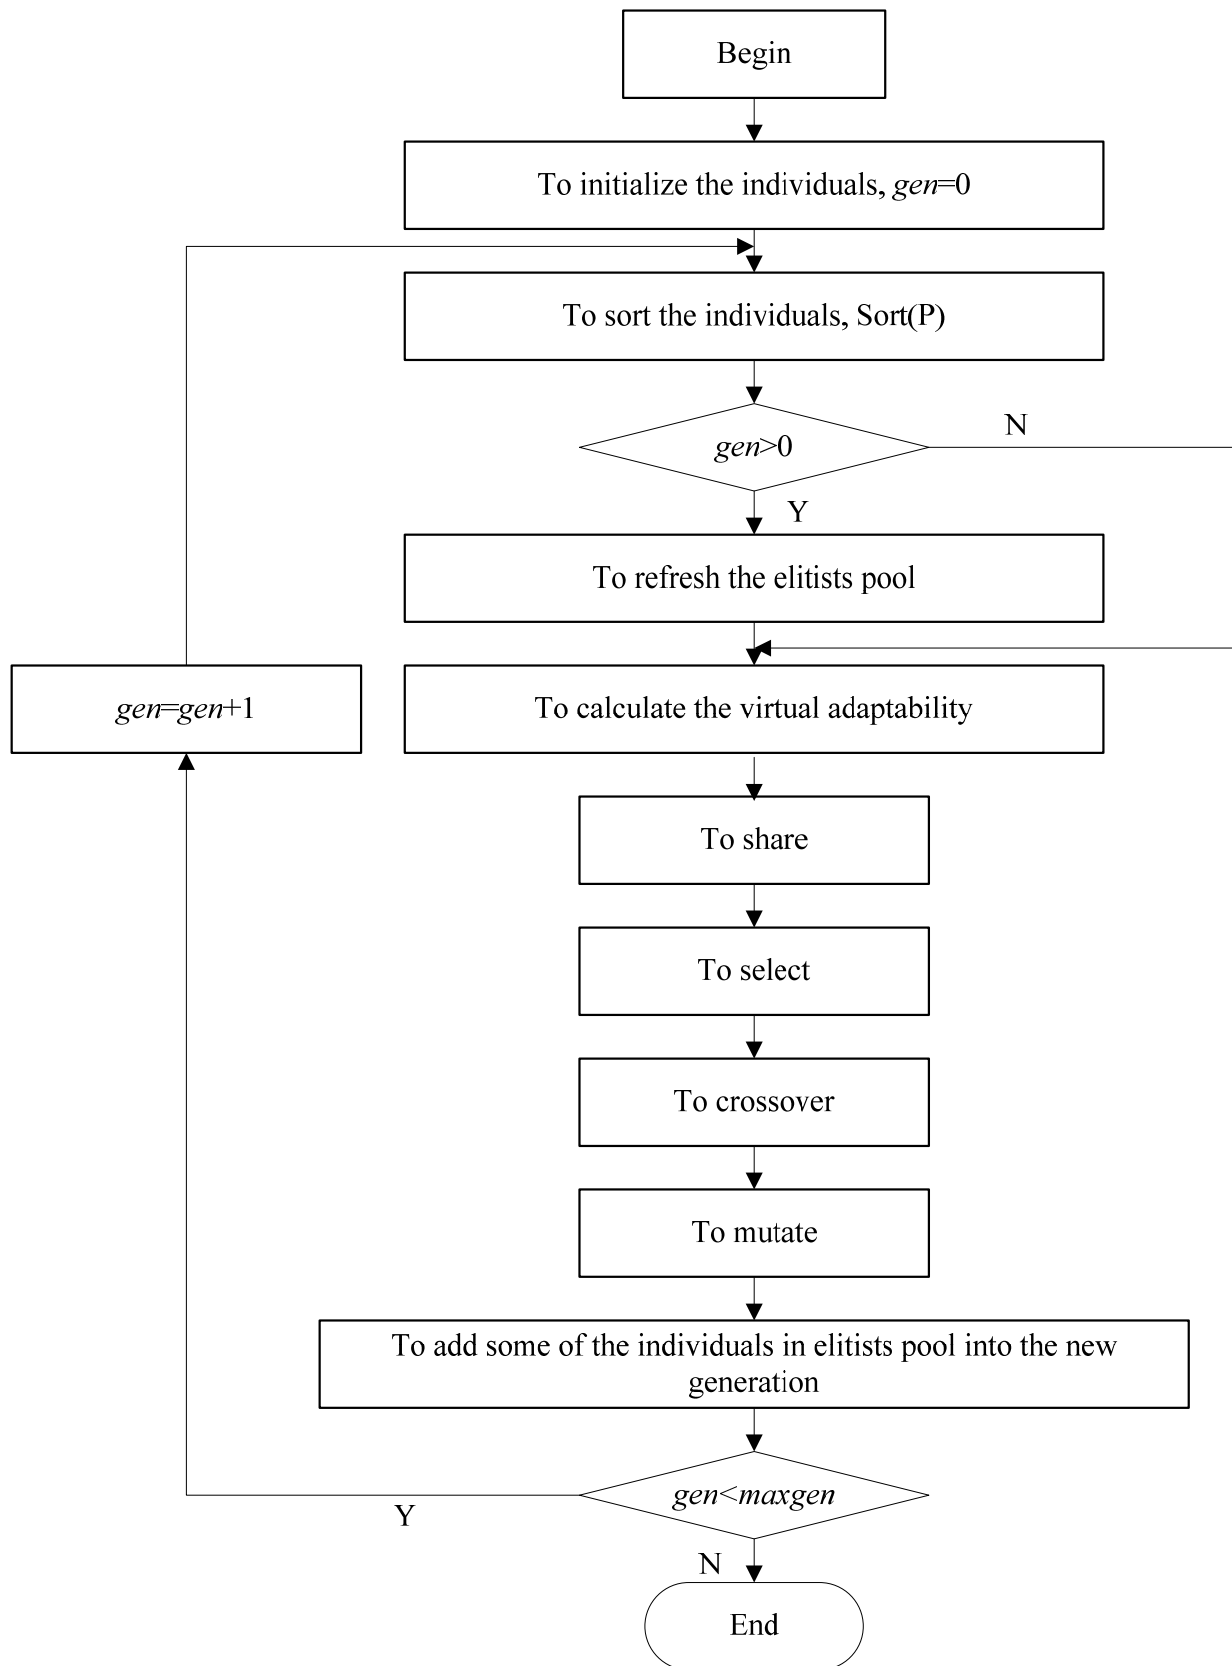 Begin
To initialize the individuals, gen=0
To sort the individuals, Sort(P)
gen>0
N
Y
To refresh the elitists pool
gen=gen+1
To calculate the virtual adaptability
To share
To select
To crossover
To mutate
To add some of the individuals in elitists pool into the new
generation
gen<maxgen
Y
N
End